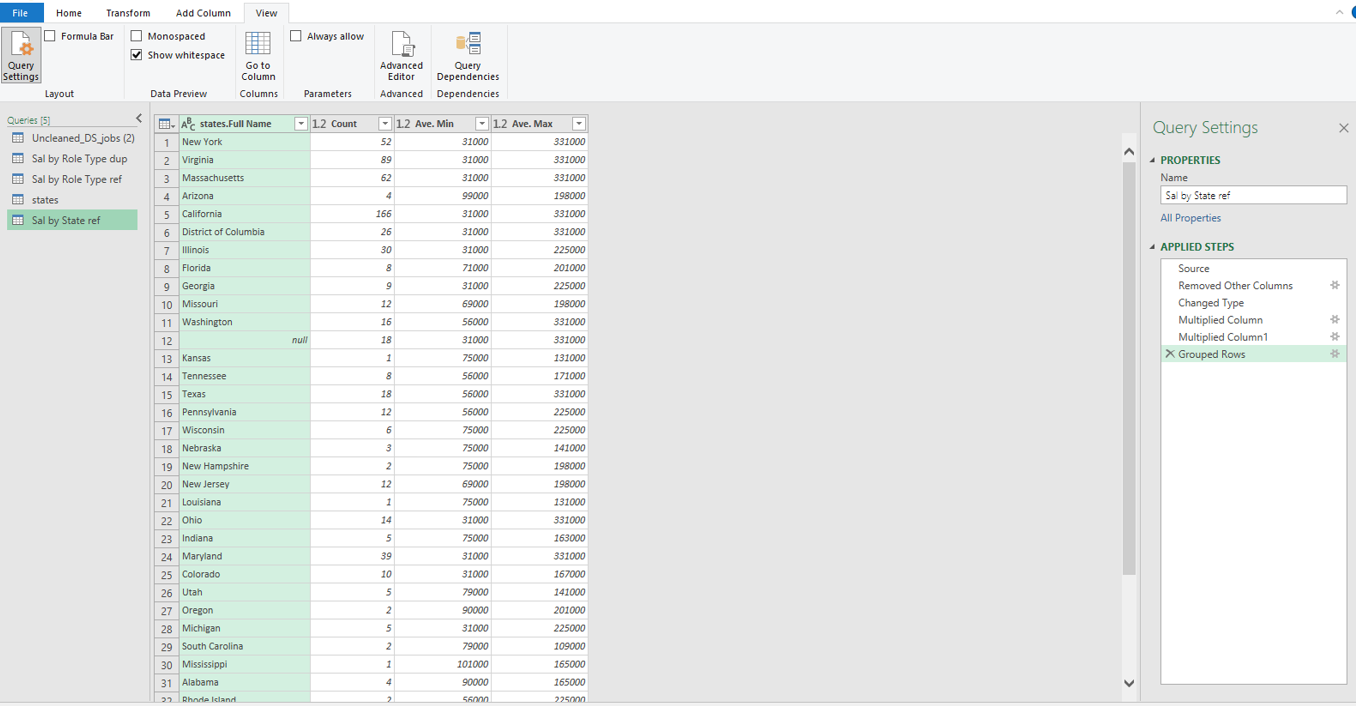 File Home Transform Add Column View
Formula Bar Monospaced Always allow
Show whitespace
Query Settings
Go to Column
Advanced Editor
Query Dependencies
Layout Data Preview Columns Parameters Advanced Dependencies
Queries [5]
Uncleaned_DS_jobs (2)
Sal by Role Type dup
Sal by Role Type ref
states
Sal by State ref
ABC states.Full Name 1.2 Count 1.2 Ave. Min 1.2 Ave. Max
1 New York 52 31000 331000
2 Virginia 89 31000 331000
3 Massachusetts 62 31000 331000
4 Arizona 4 99000 198000
5 California 166 31000 331000
6 District of Columbia 26 31000 331000
7 Illinois 30 31000 225000
8 Florida 8 71000 201000
9 Georgia 9 31000 225000
10 Missouri 12 69000 198000
11 Washington 16 56000 331000
12 null 18 31000 331000
13 Kansas 1 75000 131000
14 Tennessee 8 56000 171000
15 Texas 18 56000 331000
16 Pennsylvania 12 56000 225000
17 Wisconsin 6 75000 225000
18 Nebraska 3 75000 141000
19 New Hampshire 2 75000 198000
20 New Jersey 12 69000 198000
21 Louisiana 1 75000 131000
22 Ohio 14 31000 331000
23 Indiana 5 75000 163000
24 Maryland 39 31000 331000
25 Colorado 10 31000 167000
26 Utah 5 79000 141000
27 Oregon 2 90000 201000
28 Michigan 5 31000 225000
29 South Carolina 2 79000 109000
30 Mississippi 1 101000 165000
31 Alabama 4 90000 165000
32 Rhode Island 2 56000 225000
Query Settings
PROPERTIES
Name
Sal by State ref
All Properties
APPLIED STEPS
Source
Removed Other Columns
Changed Type
Multiplied Column
Multiplied Column1
Grouped Rows